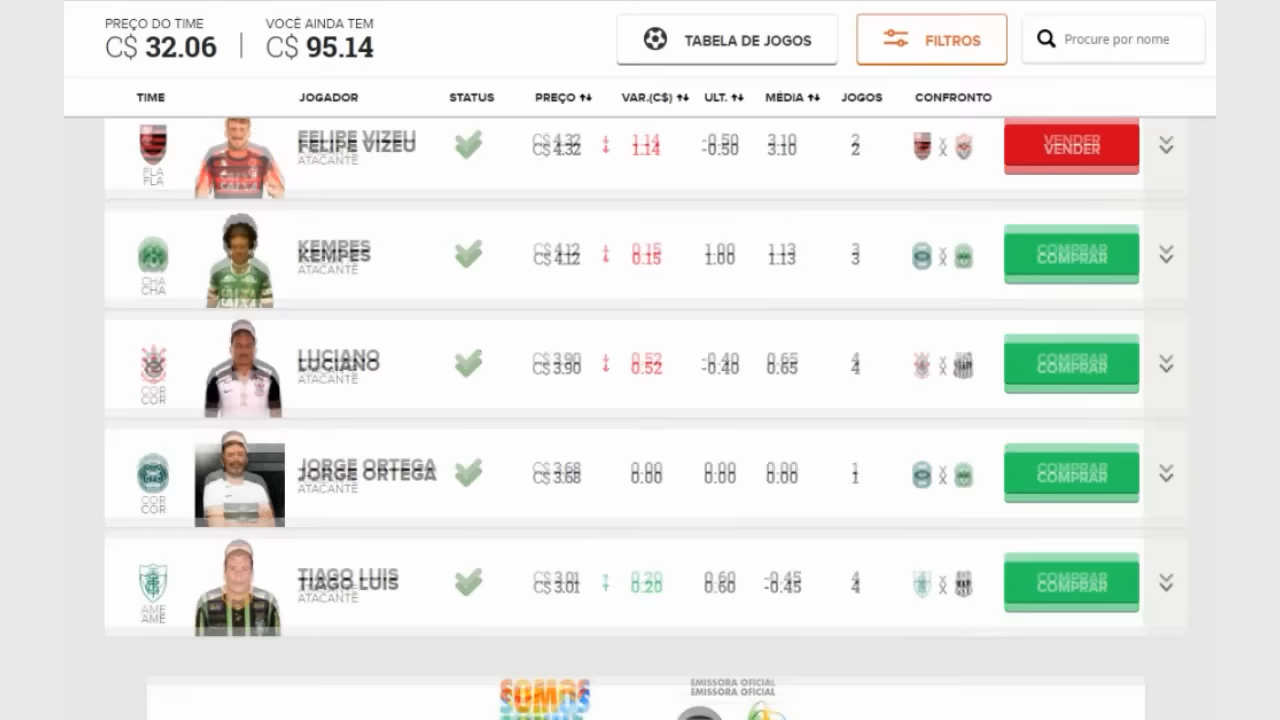 PREÇO DO TIME
C$ 32.06
VOCÊ AINDA TEM
C$ 95.14
TABELA DE JOGOS
FILTROS
Procure por nome
TIME JOGADOR STATUS PREÇO VAR.(C$) ULT. MÉDIA JOGOS CONFRONTO
FLA FELIPE VIZEU ATACANTE C$ 4.32 1.14 -0.50 3.10 2 X VENDER
CHA KEMPES ATACANTE C$ 4.12 0.15 1.00 1.13 3 X COMPRAR
COR LUCIANO ATACANTE C$ 3.90 0.52 -0.40 0.65 4 X COMPRAR
COR JORGE ORTEGA ATACANTE C$ 3.68 0.00 0.00 0.00 1 X COMPRAR
AME TIAGO LUIS ATACANTE C$ 3.01 0.20 0.60 -0.45 4 X COMPRAR
SOMOS
EMISSORA OFICIAL